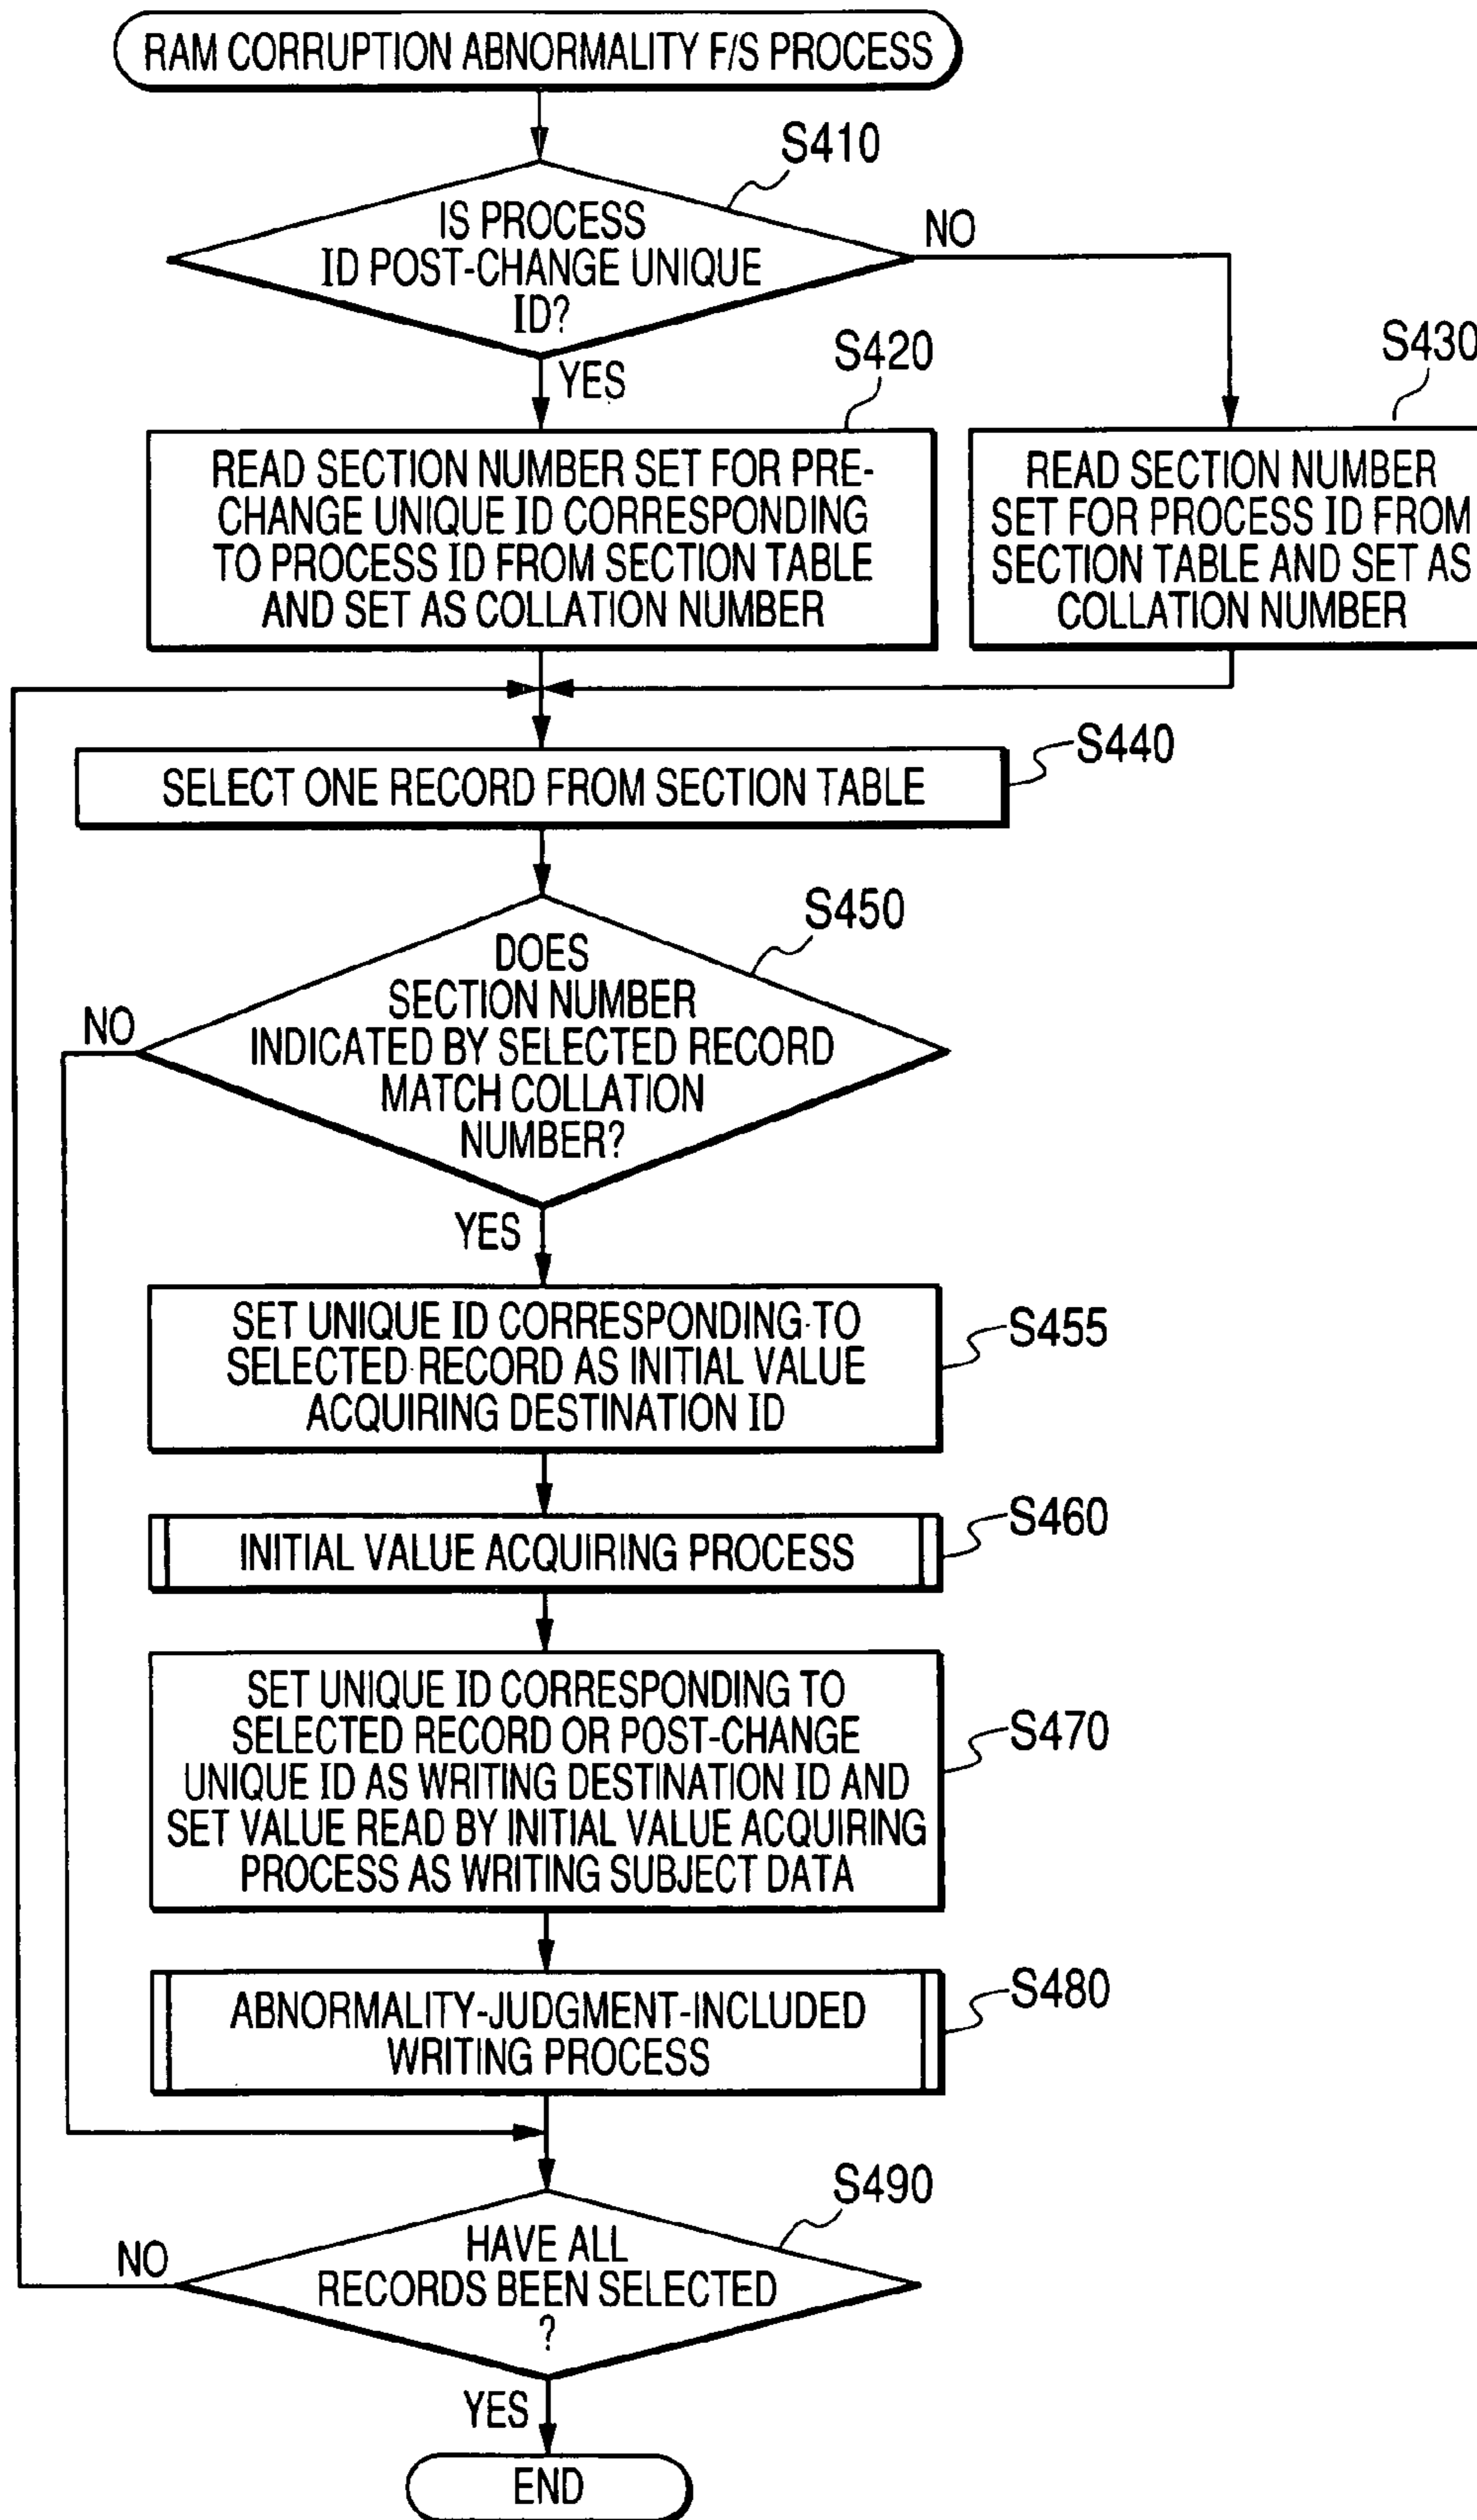 RAM CORRUPTION ABNORMALITY F/S PROCESS
S410
IS PROCESS
ID POST-CHANGE UNIQUE
ID?
NO
YES
S420
READ SECTION NUMBER SET FOR PRE-
CHANGE UNIQUE ID CORRESPONDING
TO PROCESS ID FROM SECTION TABLE
AND SET AS COLLATION NUMBER
S430
READ SECTION NUMBER
SET FOR PROCESS ID FROM
SECTION TABLE AND SET AS
COLLATION NUMBER
SELECT ONE RECORD FROM SECTION TABLE
S440
S450
DOES
SECTION NUMBER
INDICATED BY SELECTED RECORD
MATCH COLLATION
NUMBER?
NO
YES
SET UNIQUE ID CORRESPONDING TO
SELECTED RECORD AS INITIAL VALUE
ACQUIRING DESTINATION ID
S455
INITIAL VALUE ACQUIRING PROCESS
S460
SET UNIQUE ID CORRESPONDING TO
SELECTED RECORD OR POST-CHANGE
UNIQUE ID AS WRITING DESTINATION ID AND
SET VALUE READ BY INITIAL VALUE ACQUIRING
PROCESS AS WRITING SUBJECT DATA
S470
ABNORMALITY-JUDGMENT-INCLUDED
WRITING PROCESS
S480
S490
HAVE ALL
RECORDS BEEN SELECTED
?
NO
YES
END